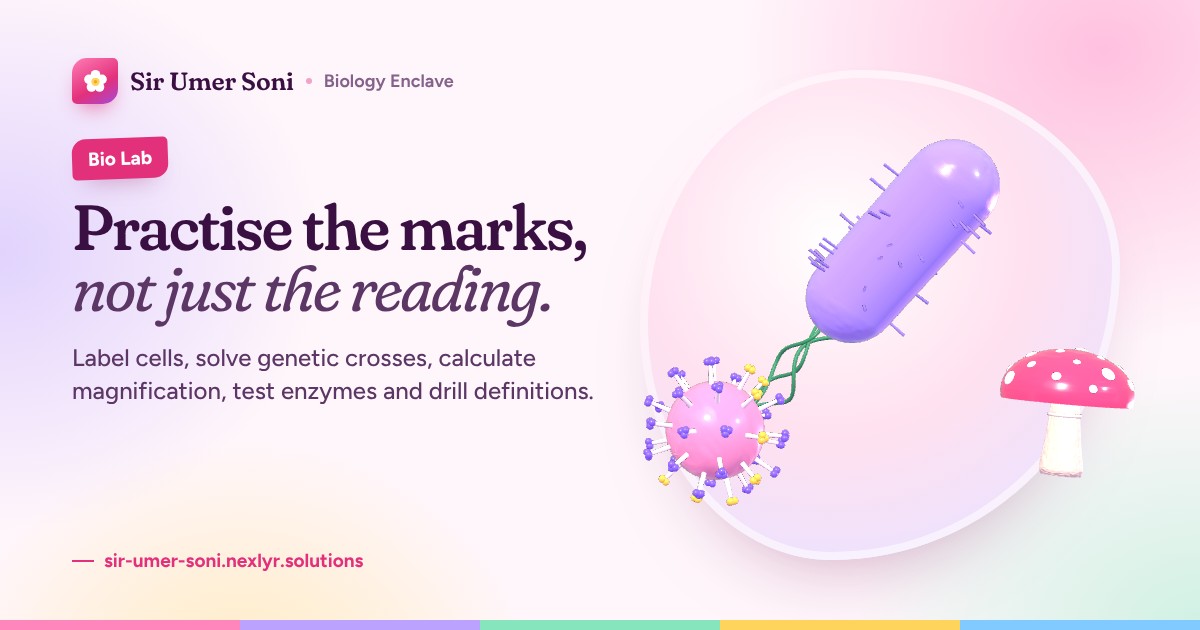 Sir Umer Soni • Biology Enclave
Bio Lab
Practise the marks,
not just the reading.
Label cells, solve genetic crosses, calculate
magnification, test enzymes and drill definitions.
— sir-umer-soni.nexlyr.solutions